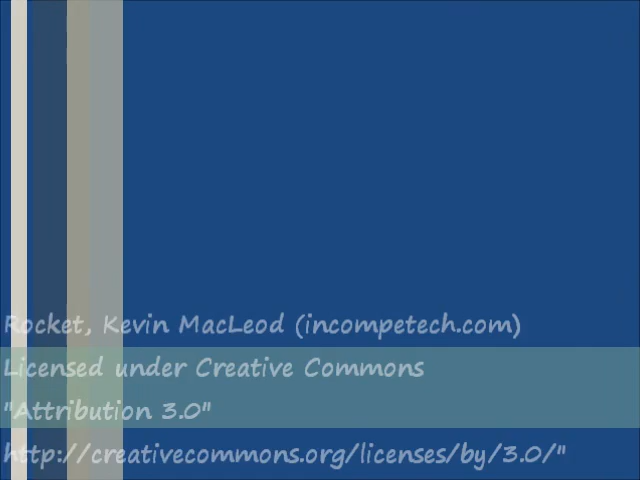 Rocket, Kevin MacLeod (incompetech.com)
Licensed under Creative Commons
"Attribution 3.0"
http://creativecommons.org/licenses/by/3.0/"